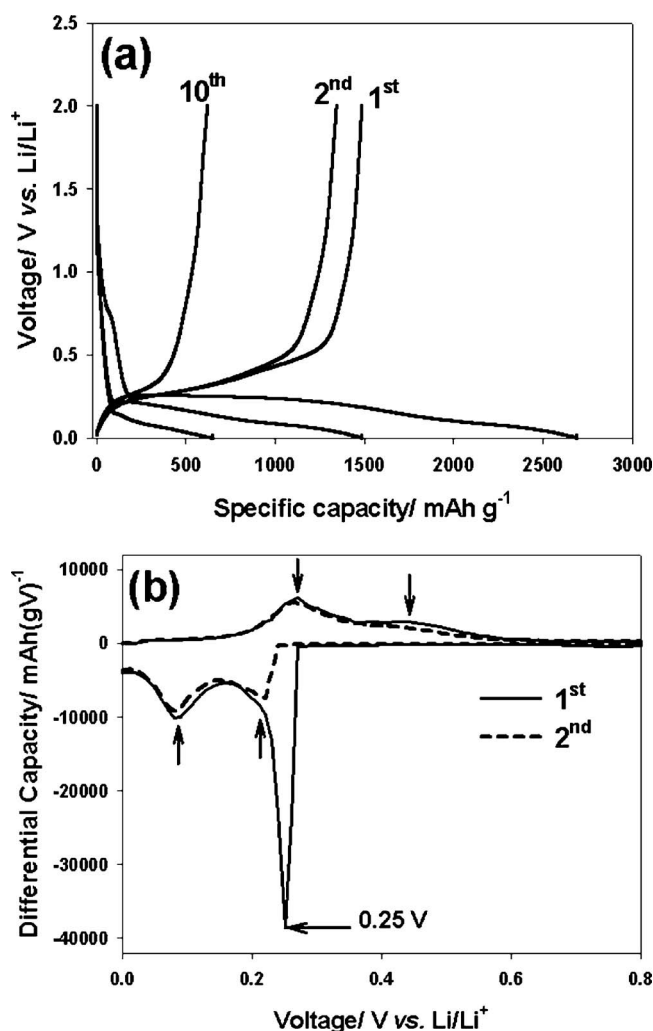 (a)
10th
2nd
1st
2.5
2.0
1.5
1.0
0.5
0.0
Voltage/ V vs. Li/Li+
0 500 1000 1500 2000 2500 3000
Specific capacity/ mAh g-1
(b)
10000
0
-10000
-20000
-30000
-40000
Differential Capacity/ mAh(gV)-1
1st
2nd
0.25 V
0.0 0.2 0.4 0.6 0.8
Voltage/ V vs. Li/Li+